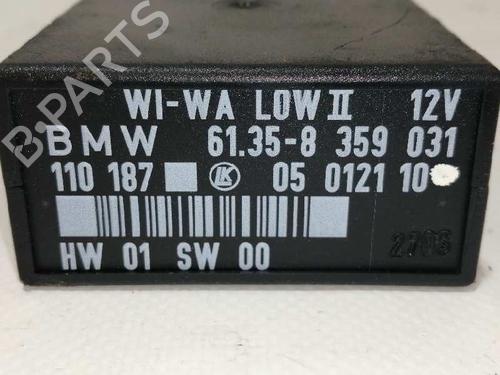 B-PARTS
WI-WA LOW II 12V
BMW 61.35-8 359 031
110 187 LK 05 0121 10
HW 01 SW 00